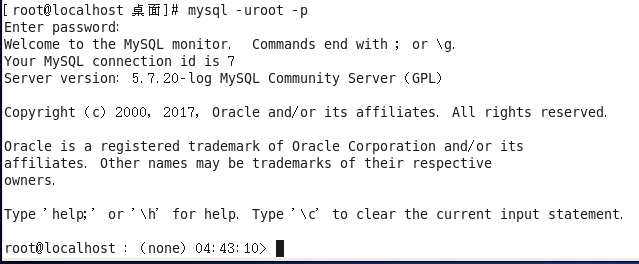 [root@localhost 桌面]# mysql -uroot -p
Enter password:
Welcome to the MySQL monitor.  Commands end with ; or \g.
Your MySQL connection id is 7
Server version: 5.7.20-log MySQL Community Server (GPL)
Copyright (c) 2000, 2017, Oracle and/or its affiliates. All rights reserved.
Oracle is a registered trademark of Oracle Corporation and/or its
affiliates. Other names may be trademarks of their respective
owners.
Type 'help;' or '\h' for help. Type '\c' to clear the current input statement.
root@localhost : (none) 04:43:10>